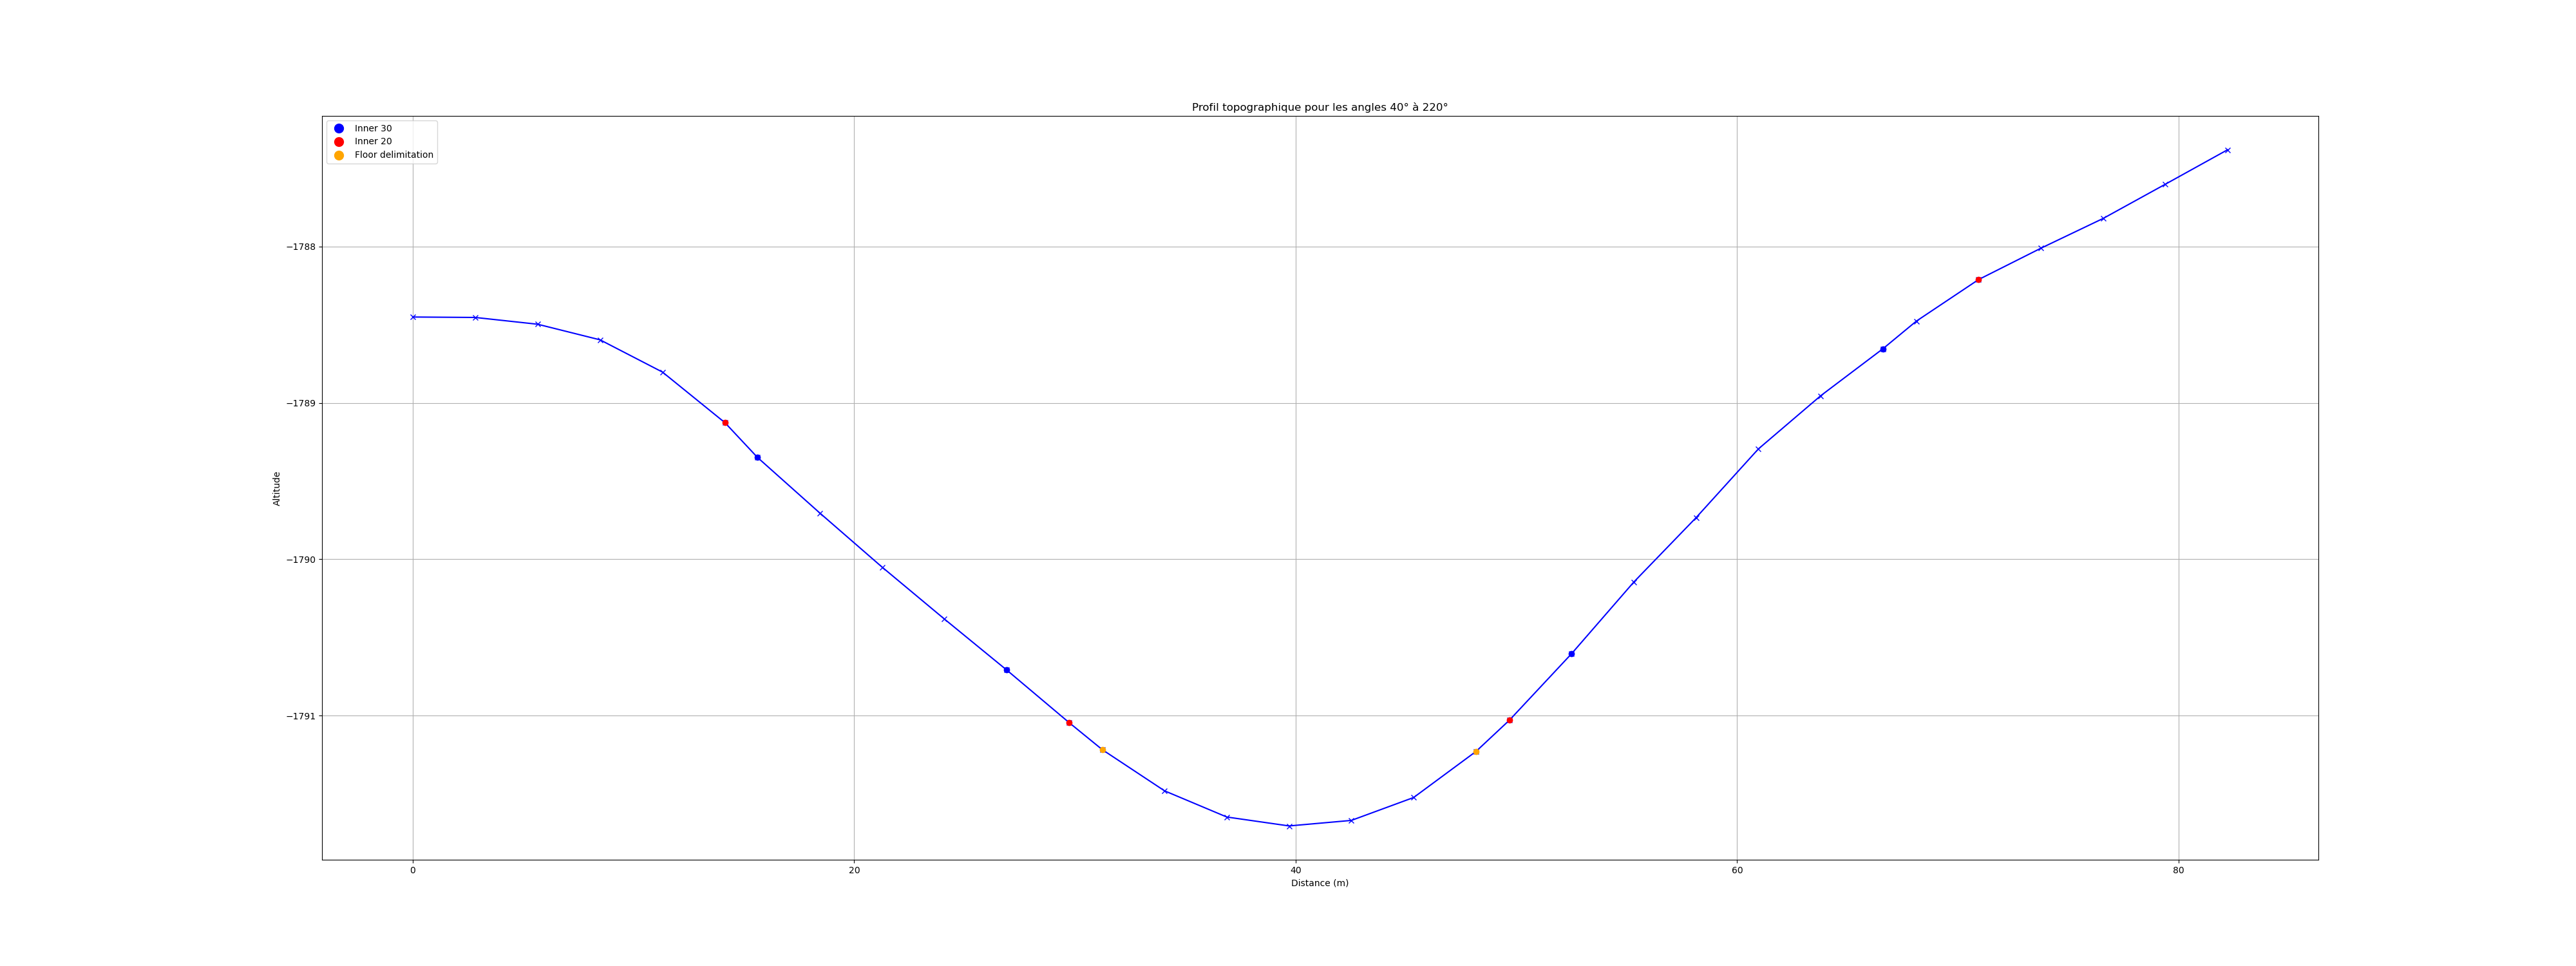 Profil topographique pour les angles 40° à 220°
Inner 30
Inner 20
Floor delimitation
Altitude
−1788
−1789
−1790
−1791
0 20 40 60 80
Distance (m)